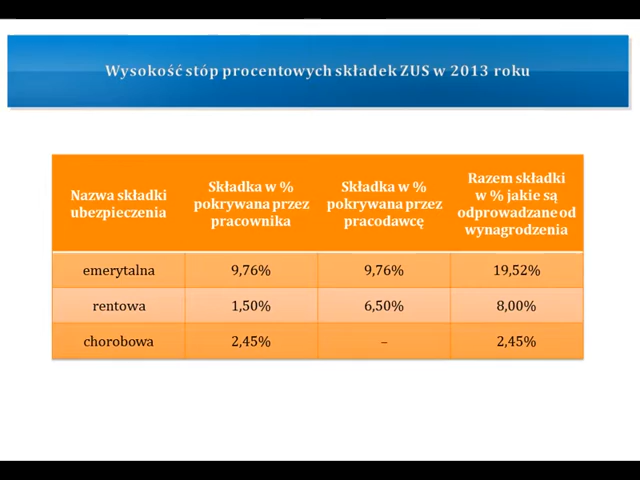 Wysokość stóp procentowych składek ZUS w 2013 roku
Nazwa składki
ubezpieczenia
Składka w %
pokrywana przez
pracownika
Składka w %
pokrywana przez
pracodawcę
Razem składki
w % jakie są
odprowadzane od
wynagrodzenia
emerytalna 9,76% 9,76% 19,52%
rentowa 1,50% 6,50% 8,00%
chorobowa 2,45% – 2,45%